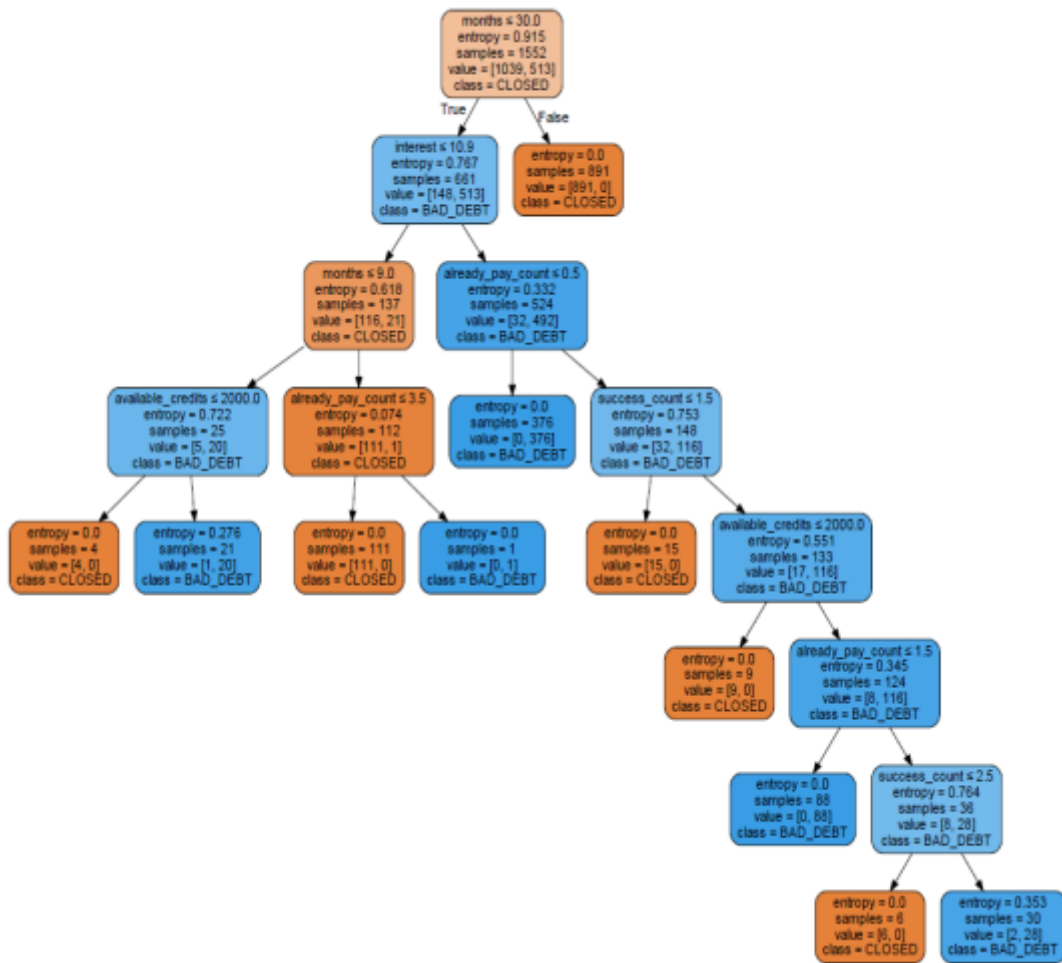 months ≤ 30.0
entropy = 0.915
samples = 1552
value = [1039, 513]
class = CLOSED
True
False
interest ≤ 10.9
entropy = 0.767
samples = 661
value = [148, 513]
class = BAD_DEBT
entropy = 0.0
samples = 891
value = [891, 0]
class = CLOSED
months ≤ 9.0
entropy = 0.618
samples = 137
value = [116, 21]
class = CLOSED
already_pay_count ≤ 0.5
entropy = 0.332
samples = 524
value = [32, 492]
class = BAD_DEBT
available_credits ≤ 2000.0
entropy = 0.722
samples = 25
value = [5, 20]
class = BAD_DEBT
already_pay_count ≤ 3.5
entropy = 0.074
samples = 112
value = [111, 1]
class = CLOSED
entropy = 0.0
samples = 376
value = [0, 376]
class = BAD_DEBT
success_count ≤ 1.5
entropy = 0.753
samples = 148
value = [32, 116]
class = BAD_DEBT
entropy = 0.0
samples = 4
value = [4, 0]
class = CLOSED
entropy = 0.276
samples = 21
value = [1, 20]
class = BAD_DEBT
entropy = 0.0
samples = 111
value = [111, 0]
class = CLOSED
entropy = 0.0
samples = 1
value = [0, 1]
class = BAD_DEBT
entropy = 0.0
samples = 15
value = [15, 0]
class = CLOSED
available_credits ≤ 2000.0
entropy = 0.551
samples = 133
value = [17, 116]
class = BAD_DEBT
entropy = 0.0
samples = 9
value = [9, 0]
class = CLOSED
already_pay_count ≤ 1.5
entropy = 0.345
samples = 124
value = [8, 116]
class = BAD_DEBT
entropy = 0.0
samples = 88
value = [0, 88]
class = BAD_DEBT
success_count ≤ 2.5
entropy = 0.764
samples = 36
value = [8, 28]
class = BAD_DEBT
entropy = 0.0
samples = 6
value = [6, 0]
class = CLOSED
entropy = 0.353
samples = 30
value = [2, 28]
class = BAD_DEBT